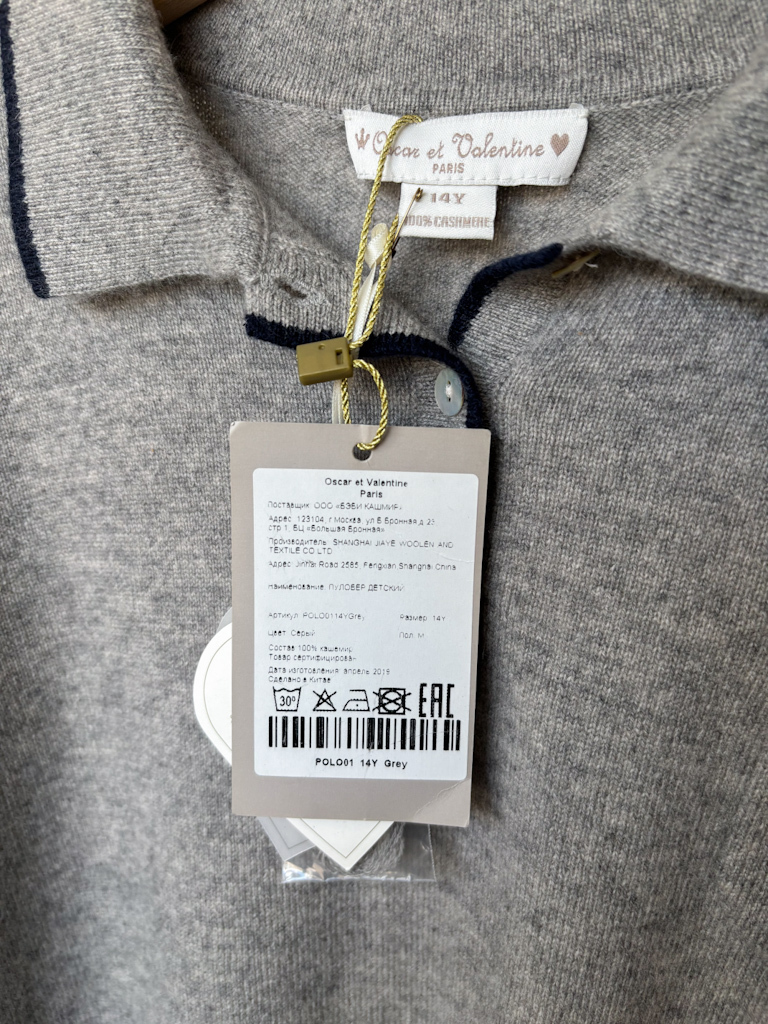 Oscar et Valentine
PARIS
14Y
100% CASHMERE
Oscar et Valentine
Paris
Поставщик: ООО «БЭБИ КАШМИР»
Адрес: 123104, г.Москва, ул.Б.Бронная,д.23,
стр.1, БЦ «Большая Бронная»
Производитель: SHANGHAI JIAYE WOOLEN AND
TEXTILE CO.LTD
Адрес: JinHai Road 2585, Fengxian,Shanghai,China
Наименование: ПУЛОВЕР ДЕТСКИЙ
Артикул: POLO0114YGrey Размер: 14Y
Цвет: Серый Пол: М
Состав:100% кашемир
Товар сертифицирован
Дата изготовления: апрель 2019
Сделано в Китае
30° EAC
POLO01 14Y Grey